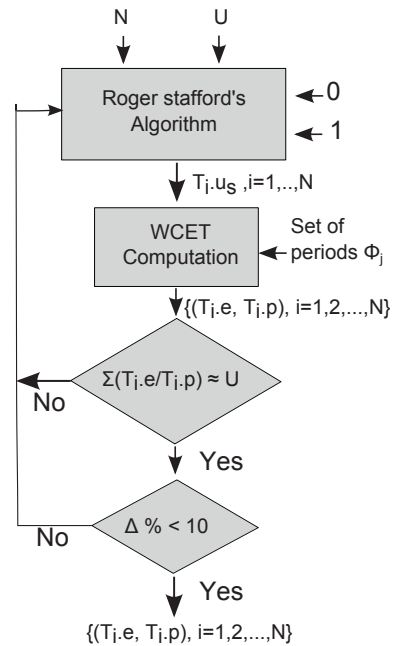 N U
Roger stafford's
Algorithm
0
1
Ti.us ,i=1,..,N
WCET
Computation
Set of
periods Φj
{(Ti.e, Ti.p), i=1,2,...,N}
Σ(Ti.e/Ti.p) ≈ U
No
Yes
Δ % < 10
No
Yes
{(Ti.e, Ti.p), i=1,2,...,N}